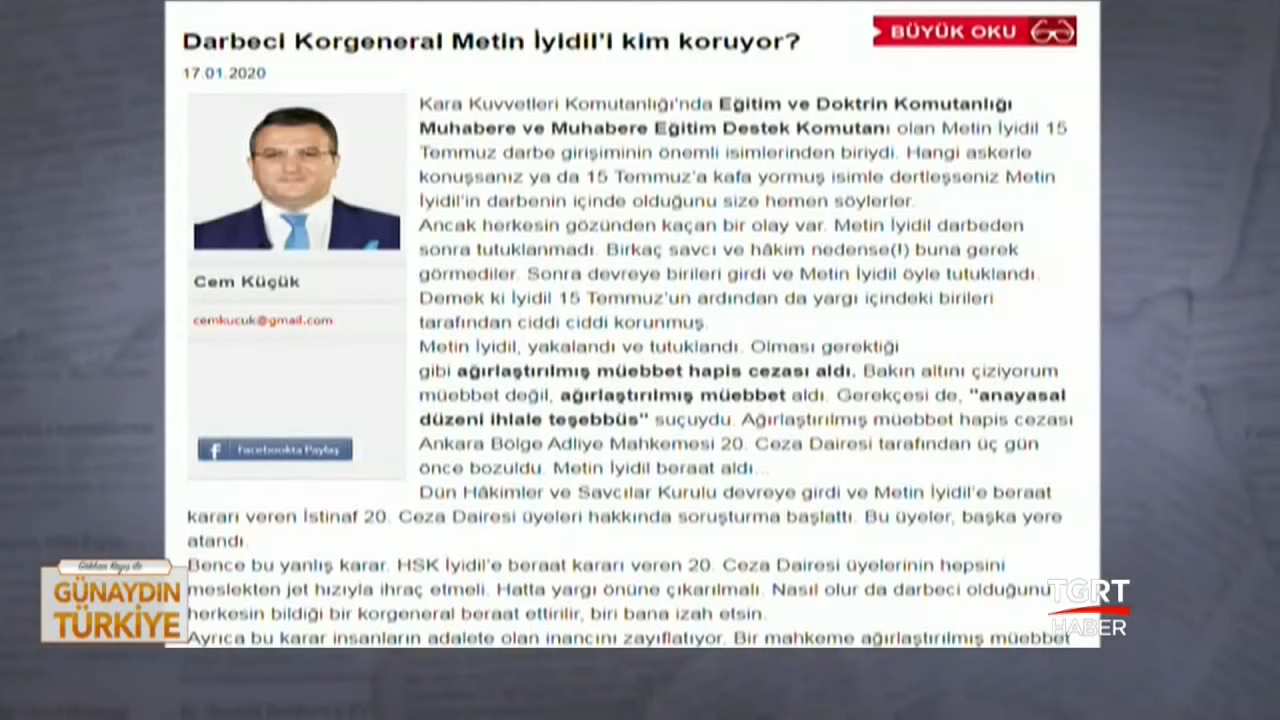 Darbeci Korgeneral Metin İyidil'i kim koruyor?
BÜYÜK OKU
17.01.2020
Kara Kuvvetleri Komutanlığı'nda Eğitim ve Doktrin Komutanlığı
Muhabere ve Muhabere Eğitim Destek Komutanı olan Metin İyidil 15
Temmuz darbe girişiminin önemli isimlerinden biriydi. Hangi askerle
konuşsanız ya da 15 Temmuz'a kafa yormuş isimle dertleşseniz Metin
İyidil'in darbenin içinde olduğunu size hemen söylerler.
Ancak herkesin gözünden kaçan bir olay var. Metin İyidil darbeden
sonra tutuklanmadı. Birkaç savcı ve hâkim nedense(!) buna gerek
görmediler. Sonra devreye birileri girdi ve Metin İyidil öyle tutuklandı.
Demek ki İyidil 15 Temmuz'un ardından da yargı içindeki birileri
tarafından ciddi ciddi korunmuş.
Metin İyidil, yakalandı ve tutuklandı. Olması gerektiği
gibi ağırlaştırılmış müebbet hapis cezası aldı. Bakın altını çiziyorum
müebbet değil, ağırlaştırılmış müebbet aldı. Gerekçesi de, "anayasal
düzeni ihlale teşebbüs" suçuydu. Ağırlaştırılmış müebbet hapis cezası
Ankara Bölge Adliye Mahkemesi 20. Ceza Dairesi tarafından üç gün
önce bozuldu. Metin İyidil beraat aldı...
Dün Hâkimler ve Savcılar Kurulu devreye girdi ve Metin İyidil'e beraat
kararı veren İstinaf 20. Ceza Dairesi üyeleri hakkında soruşturma başlattı. Bu üyeler, başka yere
atandı.
Bence bu yanlış karar. HSK İyidil'e beraat kararı veren 20. Ceza Dairesi üyelerinin hepsini
meslekten jet hızıyla ihraç etmeli. Hatta yargı önüne çıkarılmalı. Nasıl olur da darbeci olduğunu
herkesin bildiği bir korgeneral beraat ettirilir, biri bana izah etsin.
Ayrıca bu karar insanların adalete olan inancını zayıflatıyor. Bir mahkeme ağırlaştırılmış müebbet
Cem Küçük
cemkucuk@gmail.com
Facebookta Paylaş
GÜNAYDIN
TÜRKİYE
TGRT
HABER